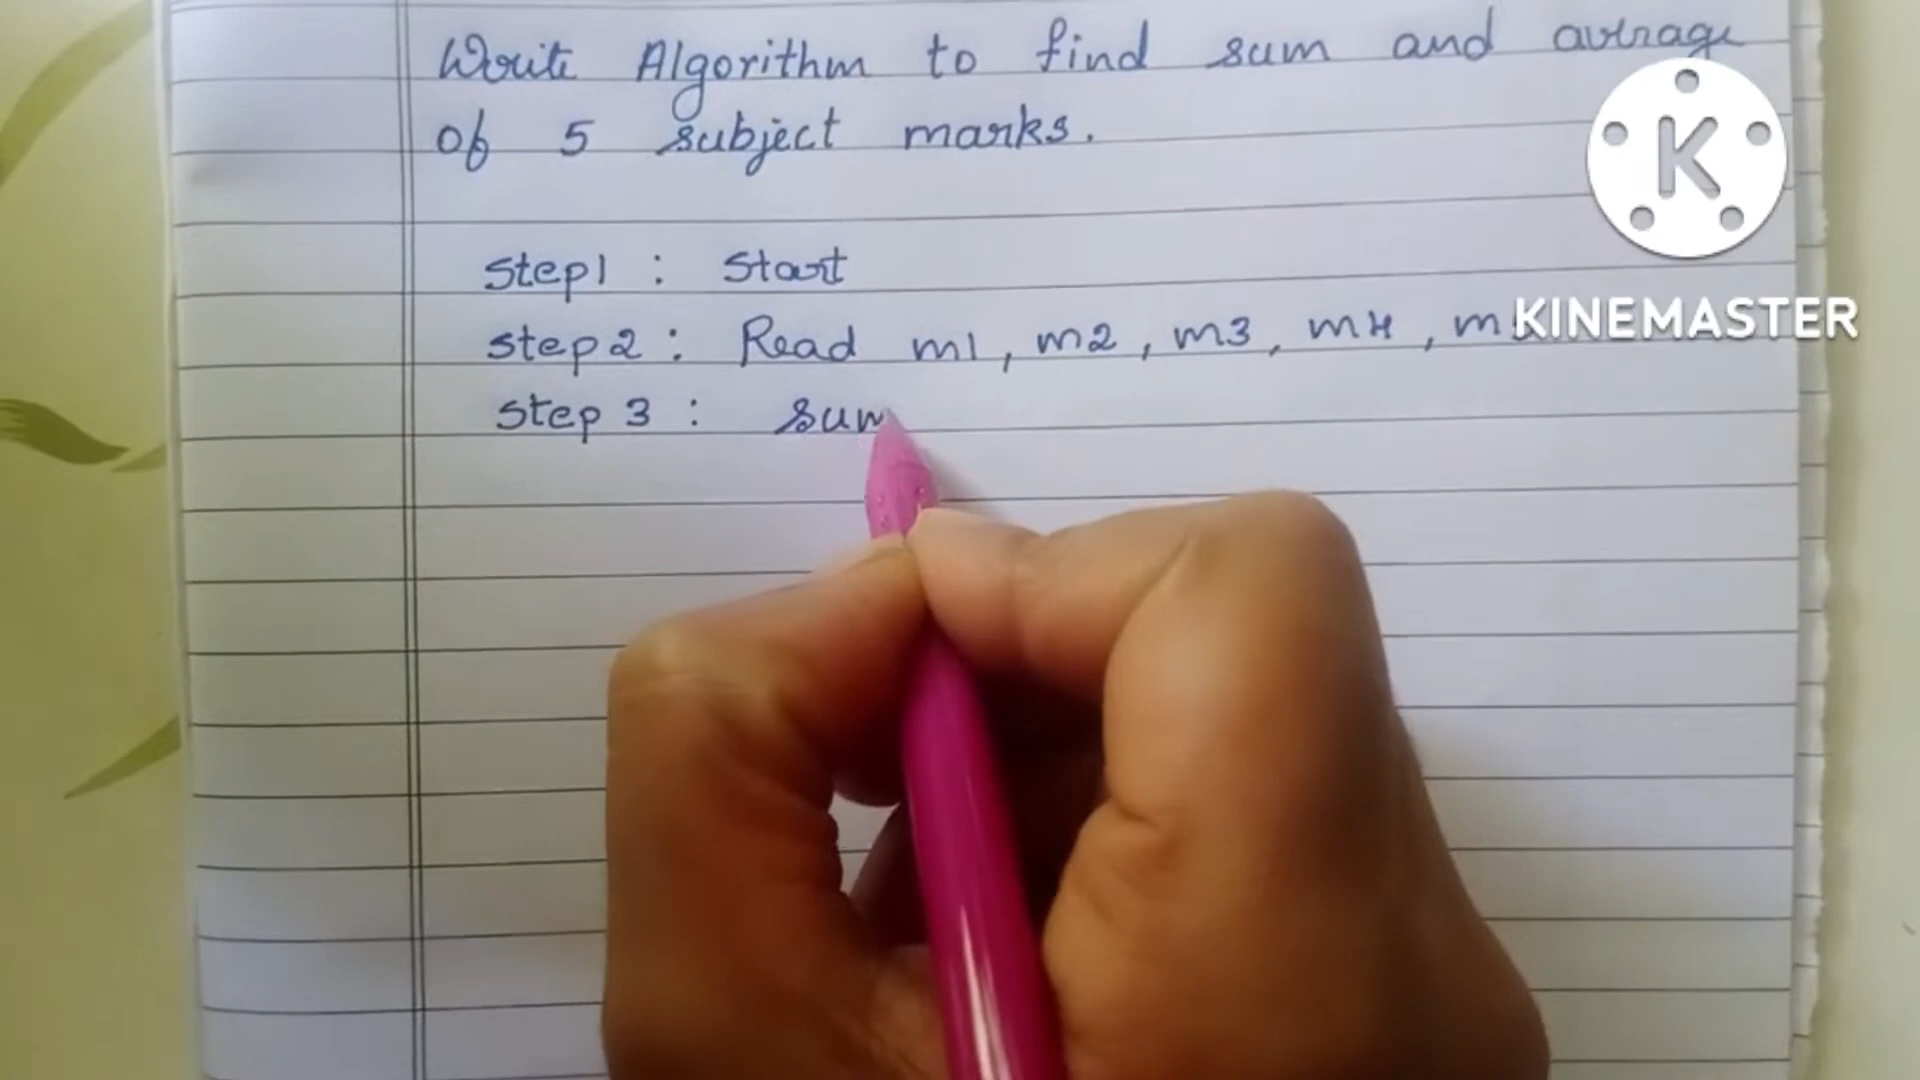 Write Algorithm to find sum and average
of 5 subject marks.
Step1 : Start
Step2 : Read m1, m2, m3, m4, m
Step 3 : sum
K
KINEMASTER